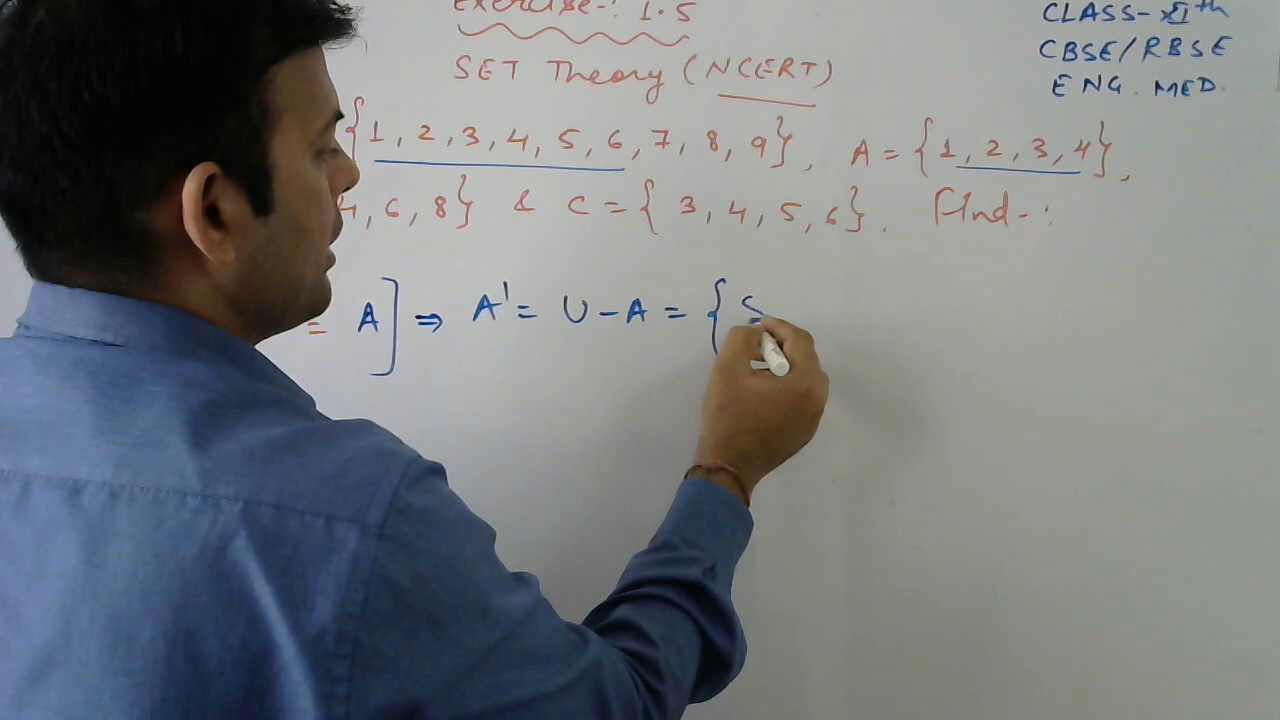 Exercise-: 1.5
SET Theory (NCERT)
CLASS-XIth
CBSE/RBSE
ENG. MED.
{1, 2, 3, 4, 5, 6, 7, 8, 9}, A = {1, 2, 3, 4},
4, 6, 8} & C = { 3, 4, 5, 6}. Find-:
= A] ⇒ A' = U - A = { 5